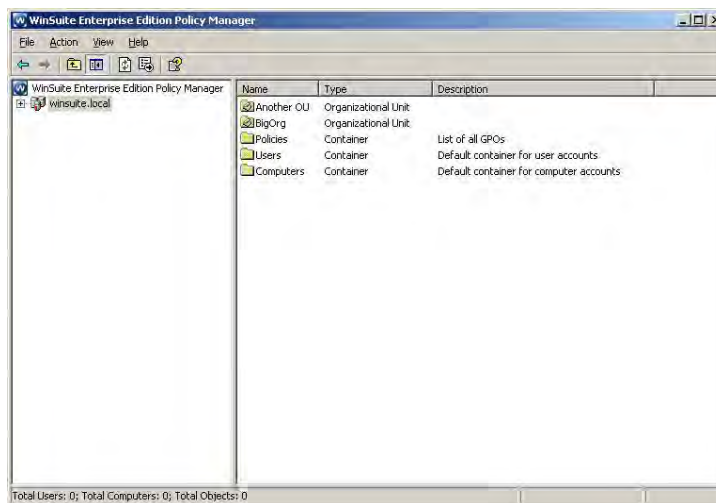 WinSuite Enterprise Edition Policy Manager
File Action View Help
WinSuite Enterprise Edition Policy Manager
winsuite.local
Name Type Description
Another OU Organizational Unit
BigOrg Organizational Unit
Policies Container List of all GPOs
Users Container Default container for user accounts
Computers Container Default container for computer accounts
Total Users: 0; Total Computers: 0; Total Objects: 0